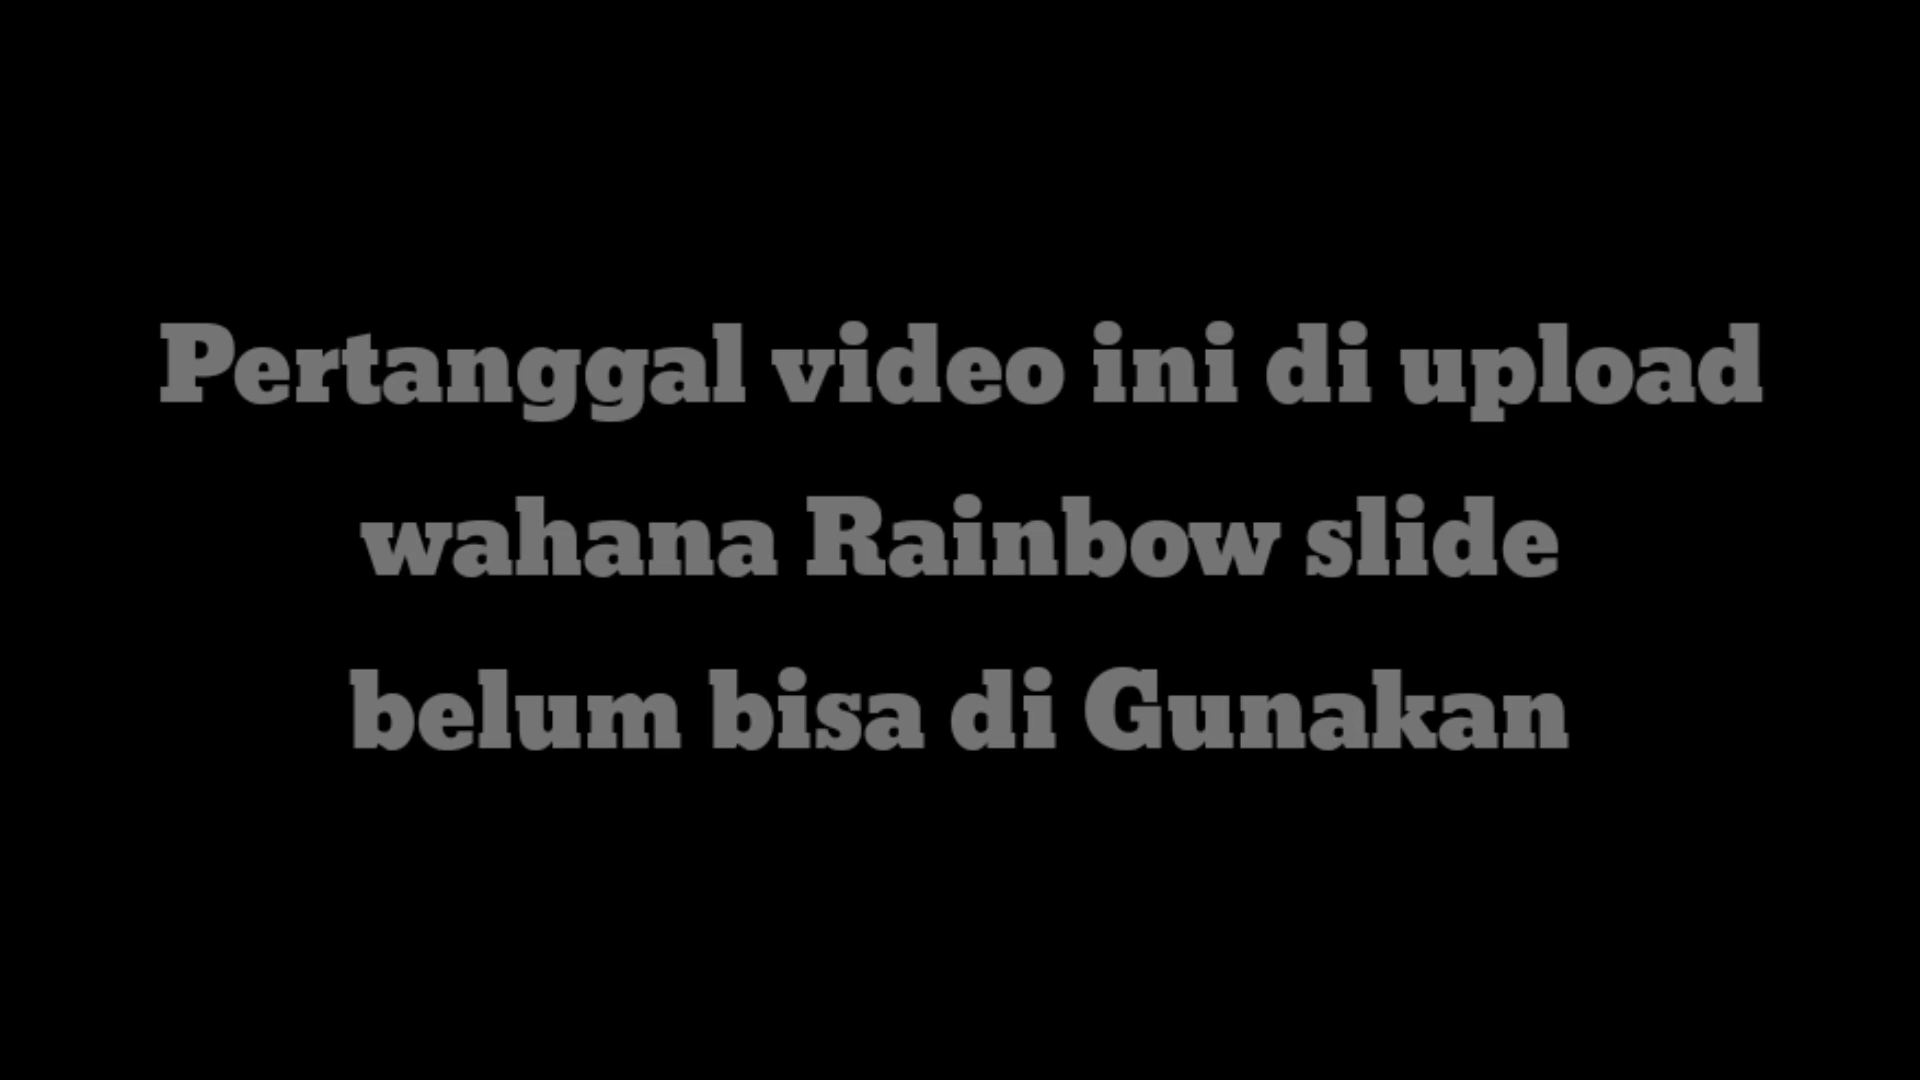 Pertanggal video ini di upload
wahana Rainbow slide
belum bisa di Gunakan